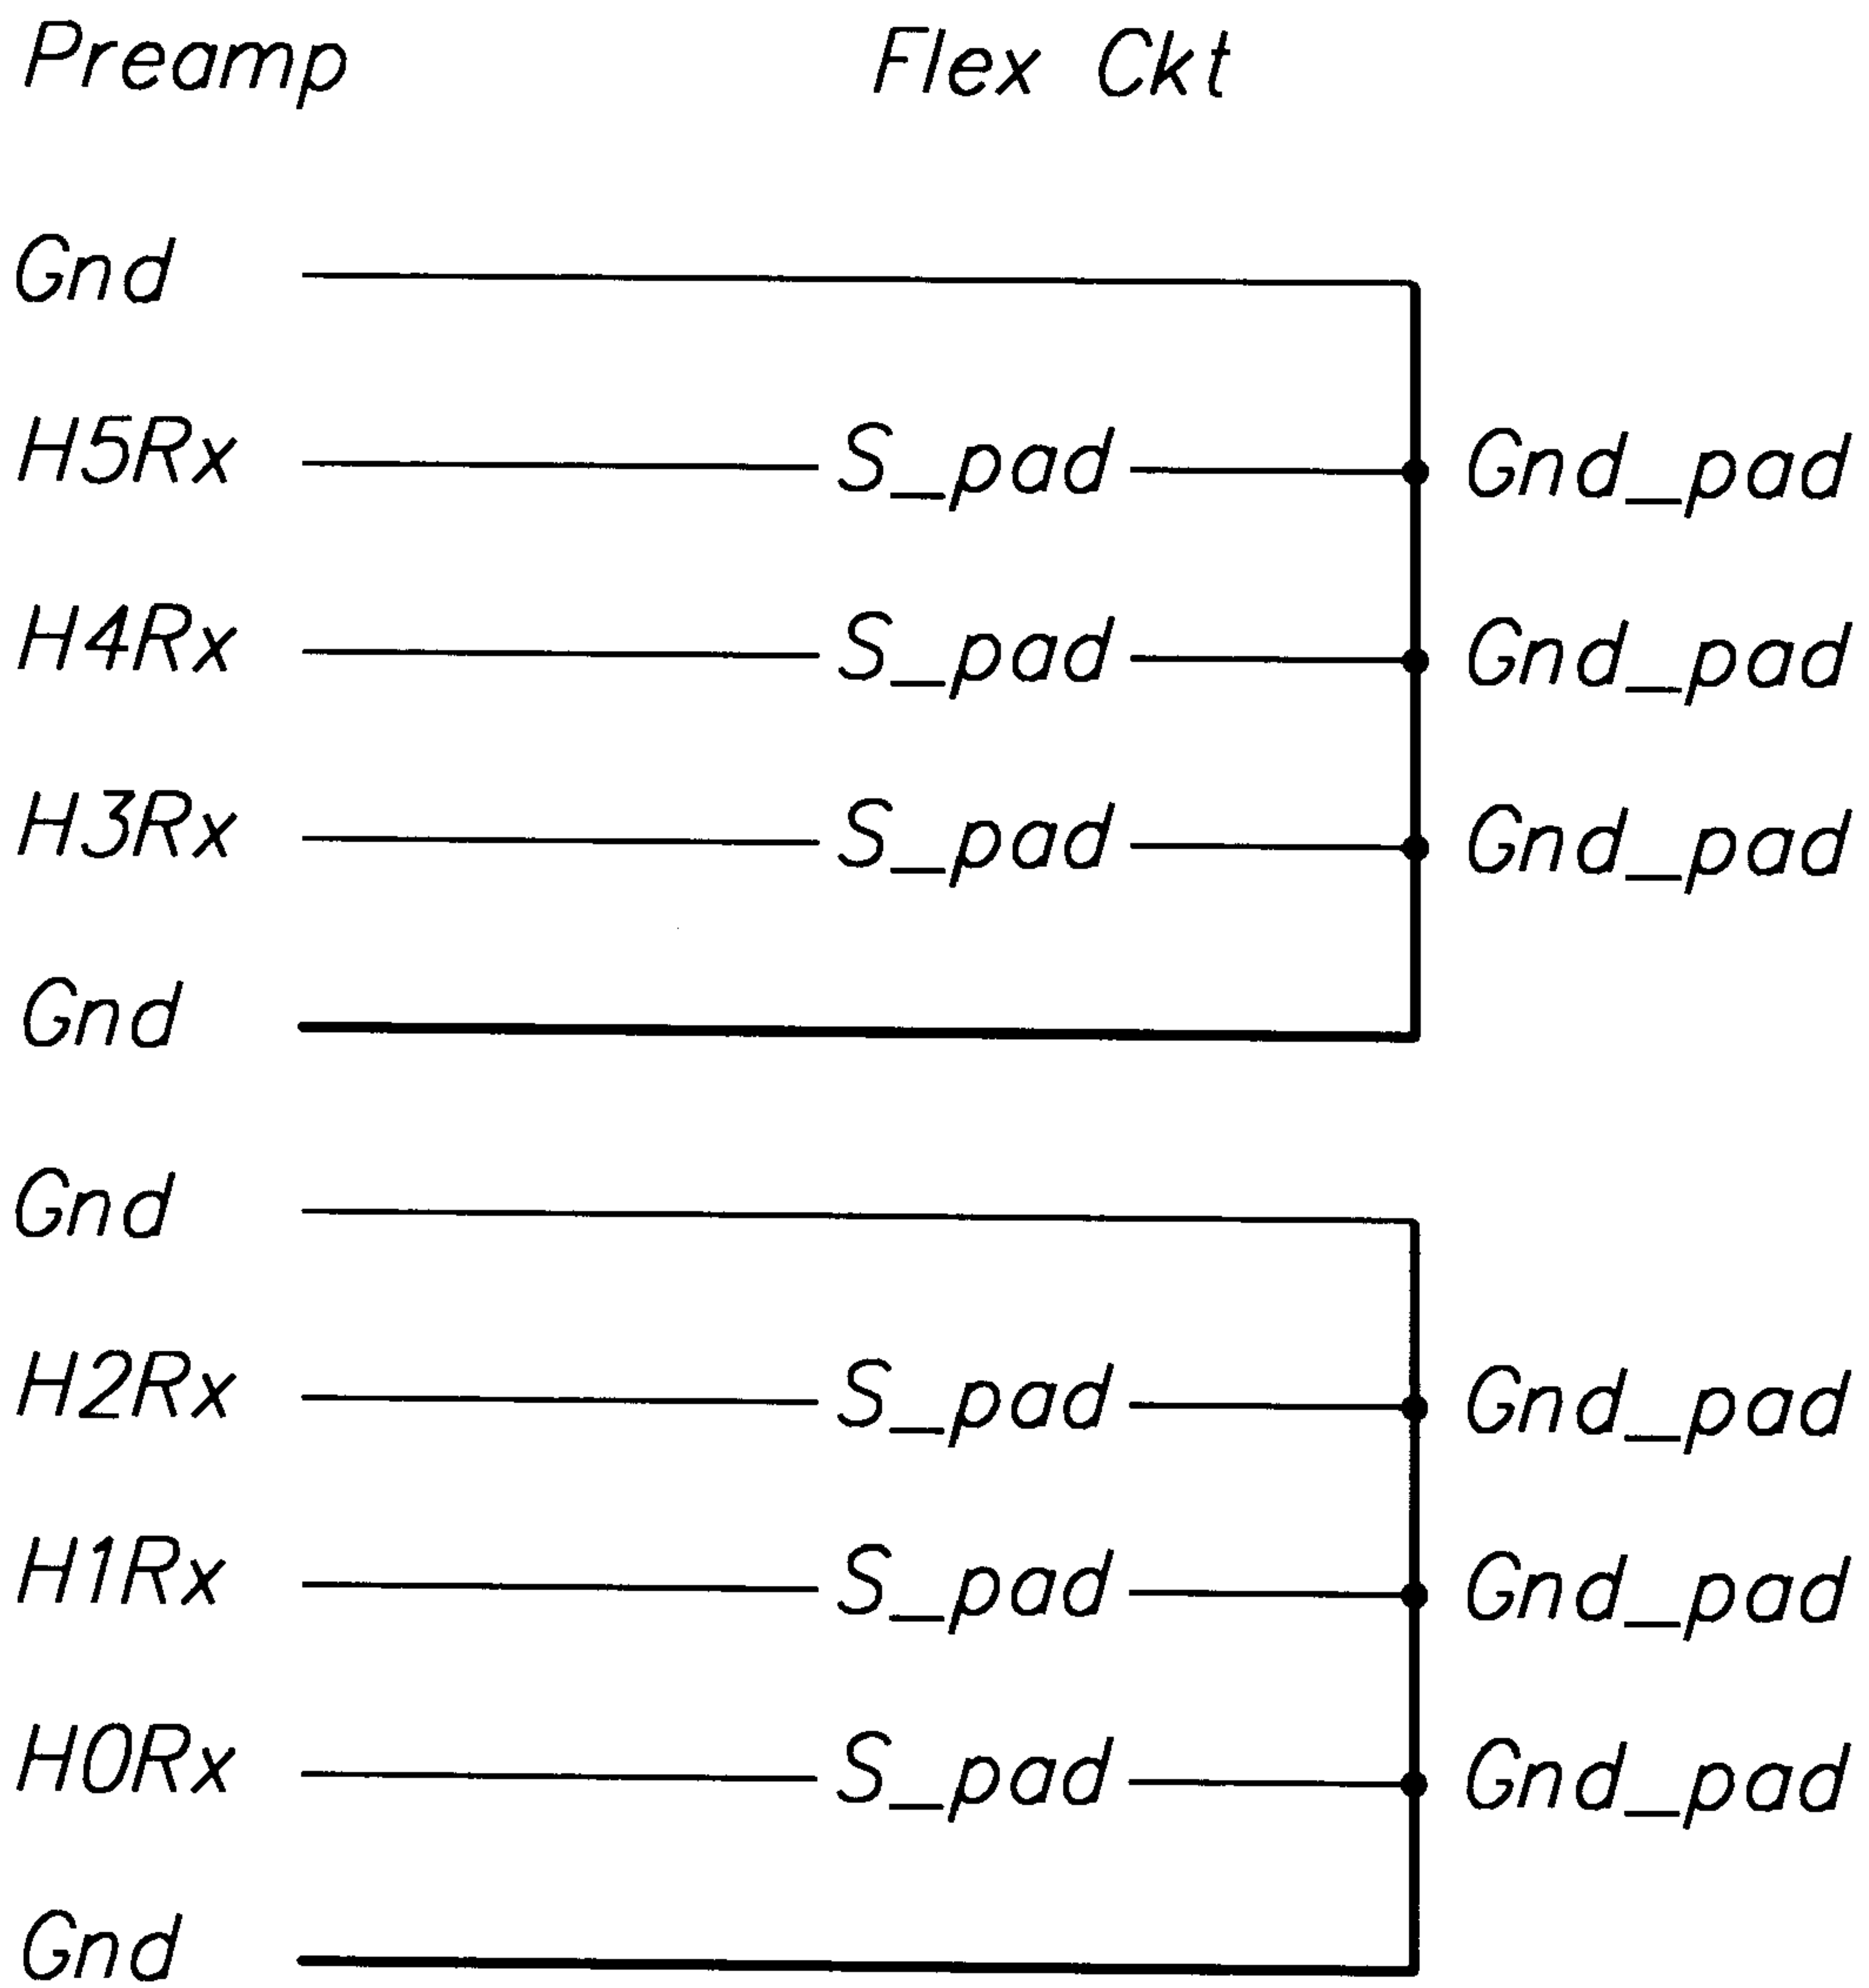 Preamp Flex Ckt
Gnd
H5Rx S_pad Gnd_pad
H4Rx S_pad Gnd_pad
H3Rx S_pad Gnd_pad
Gnd
Gnd
H2Rx S_pad Gnd_pad
H1Rx S_pad Gnd_pad
H0Rx S_pad Gnd_pad
Gnd